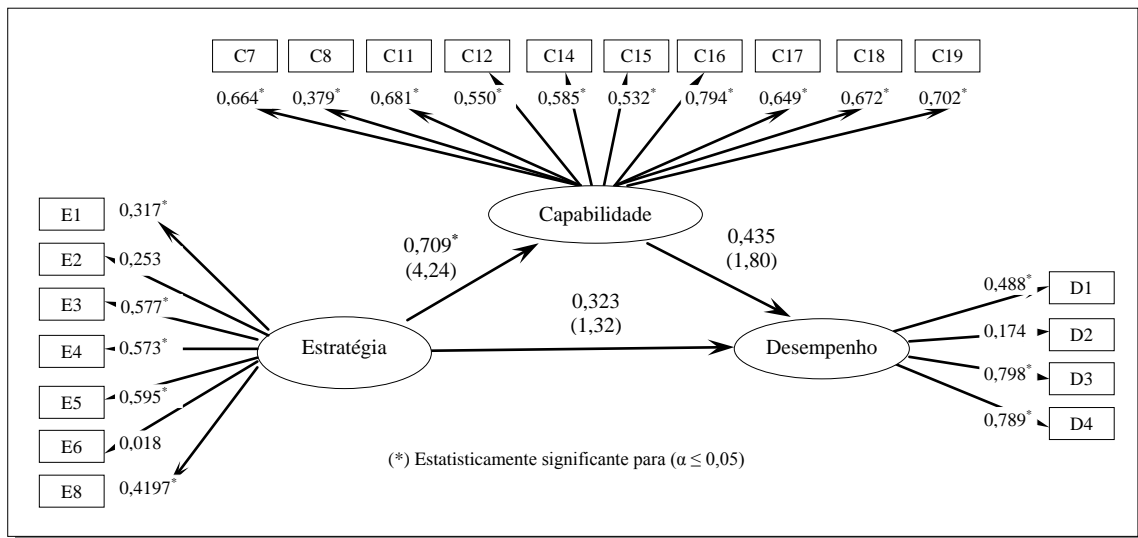 C7 C8 C11 C12 C14 C15 C16 C17 C18 C19
0,664* 0,379* 0,681* 0,550* 0,585* 0,532* 0,794* 0,649* 0,672* 0,702*
Capabilidade
E1 0,317*
E2 0,253
E3 0,577*
E4 0,573*
E5 0,595*
E6 0,018
E8 0,4197*
Estratégia
0,709*
(4,24)
0,435
(1,80)
0,323
(1,32)
Desempenho
0,488* D1
0,174 D2
0,798* D3
0,789* D4
(*) Estatisticamente significante para (α ≤ 0,05)